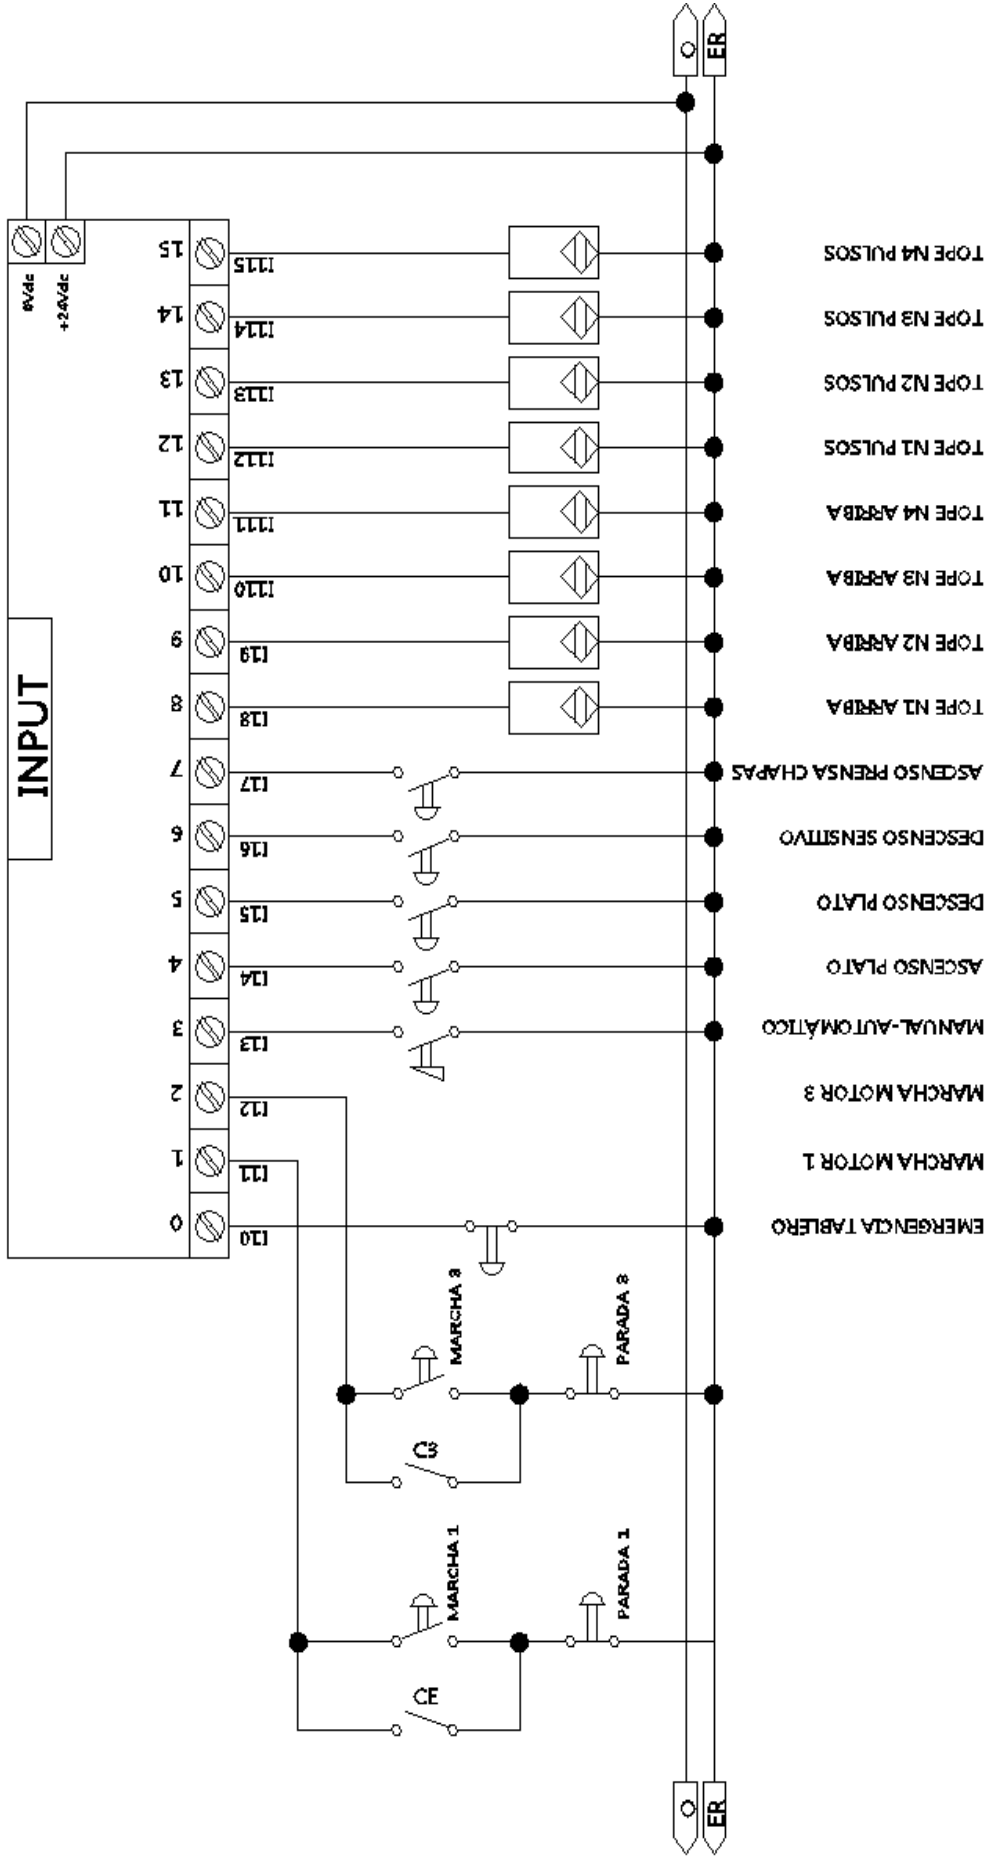 O
ER
0Vdc
+24Vdc
INPUT
15 I115 TOPE N4 PULSOS
14 I114 TOPE N3 PULSOS
13 I113 TOPE N2 PULSOS
12 I112 TOPE N1 PULSOS
11 I111 TOPE N4 ARRIBA
10 I110 TOPE N3 ARRIBA
9 I19 TOPE N2 ARRIBA
8 I18 TOPE N1 ARRIBA
7 I17 ASCENSO PRENSA CHAPAS
6 I16 DESCENSO SENSITIVO
5 I15 DESCENSO PLATO
4 I14 ASCENSO PLATO
3 I13 MANUAL-AUTOMÁTICO
2 I12 MARCHA MOTOR 3
1 I11 MARCHA MOTOR 1
0 I10 EMERGENCIA TABLERO
MARCHA 3
PARADA 3
C3
MARCHA 1
PARADA 1
CE
O
ER